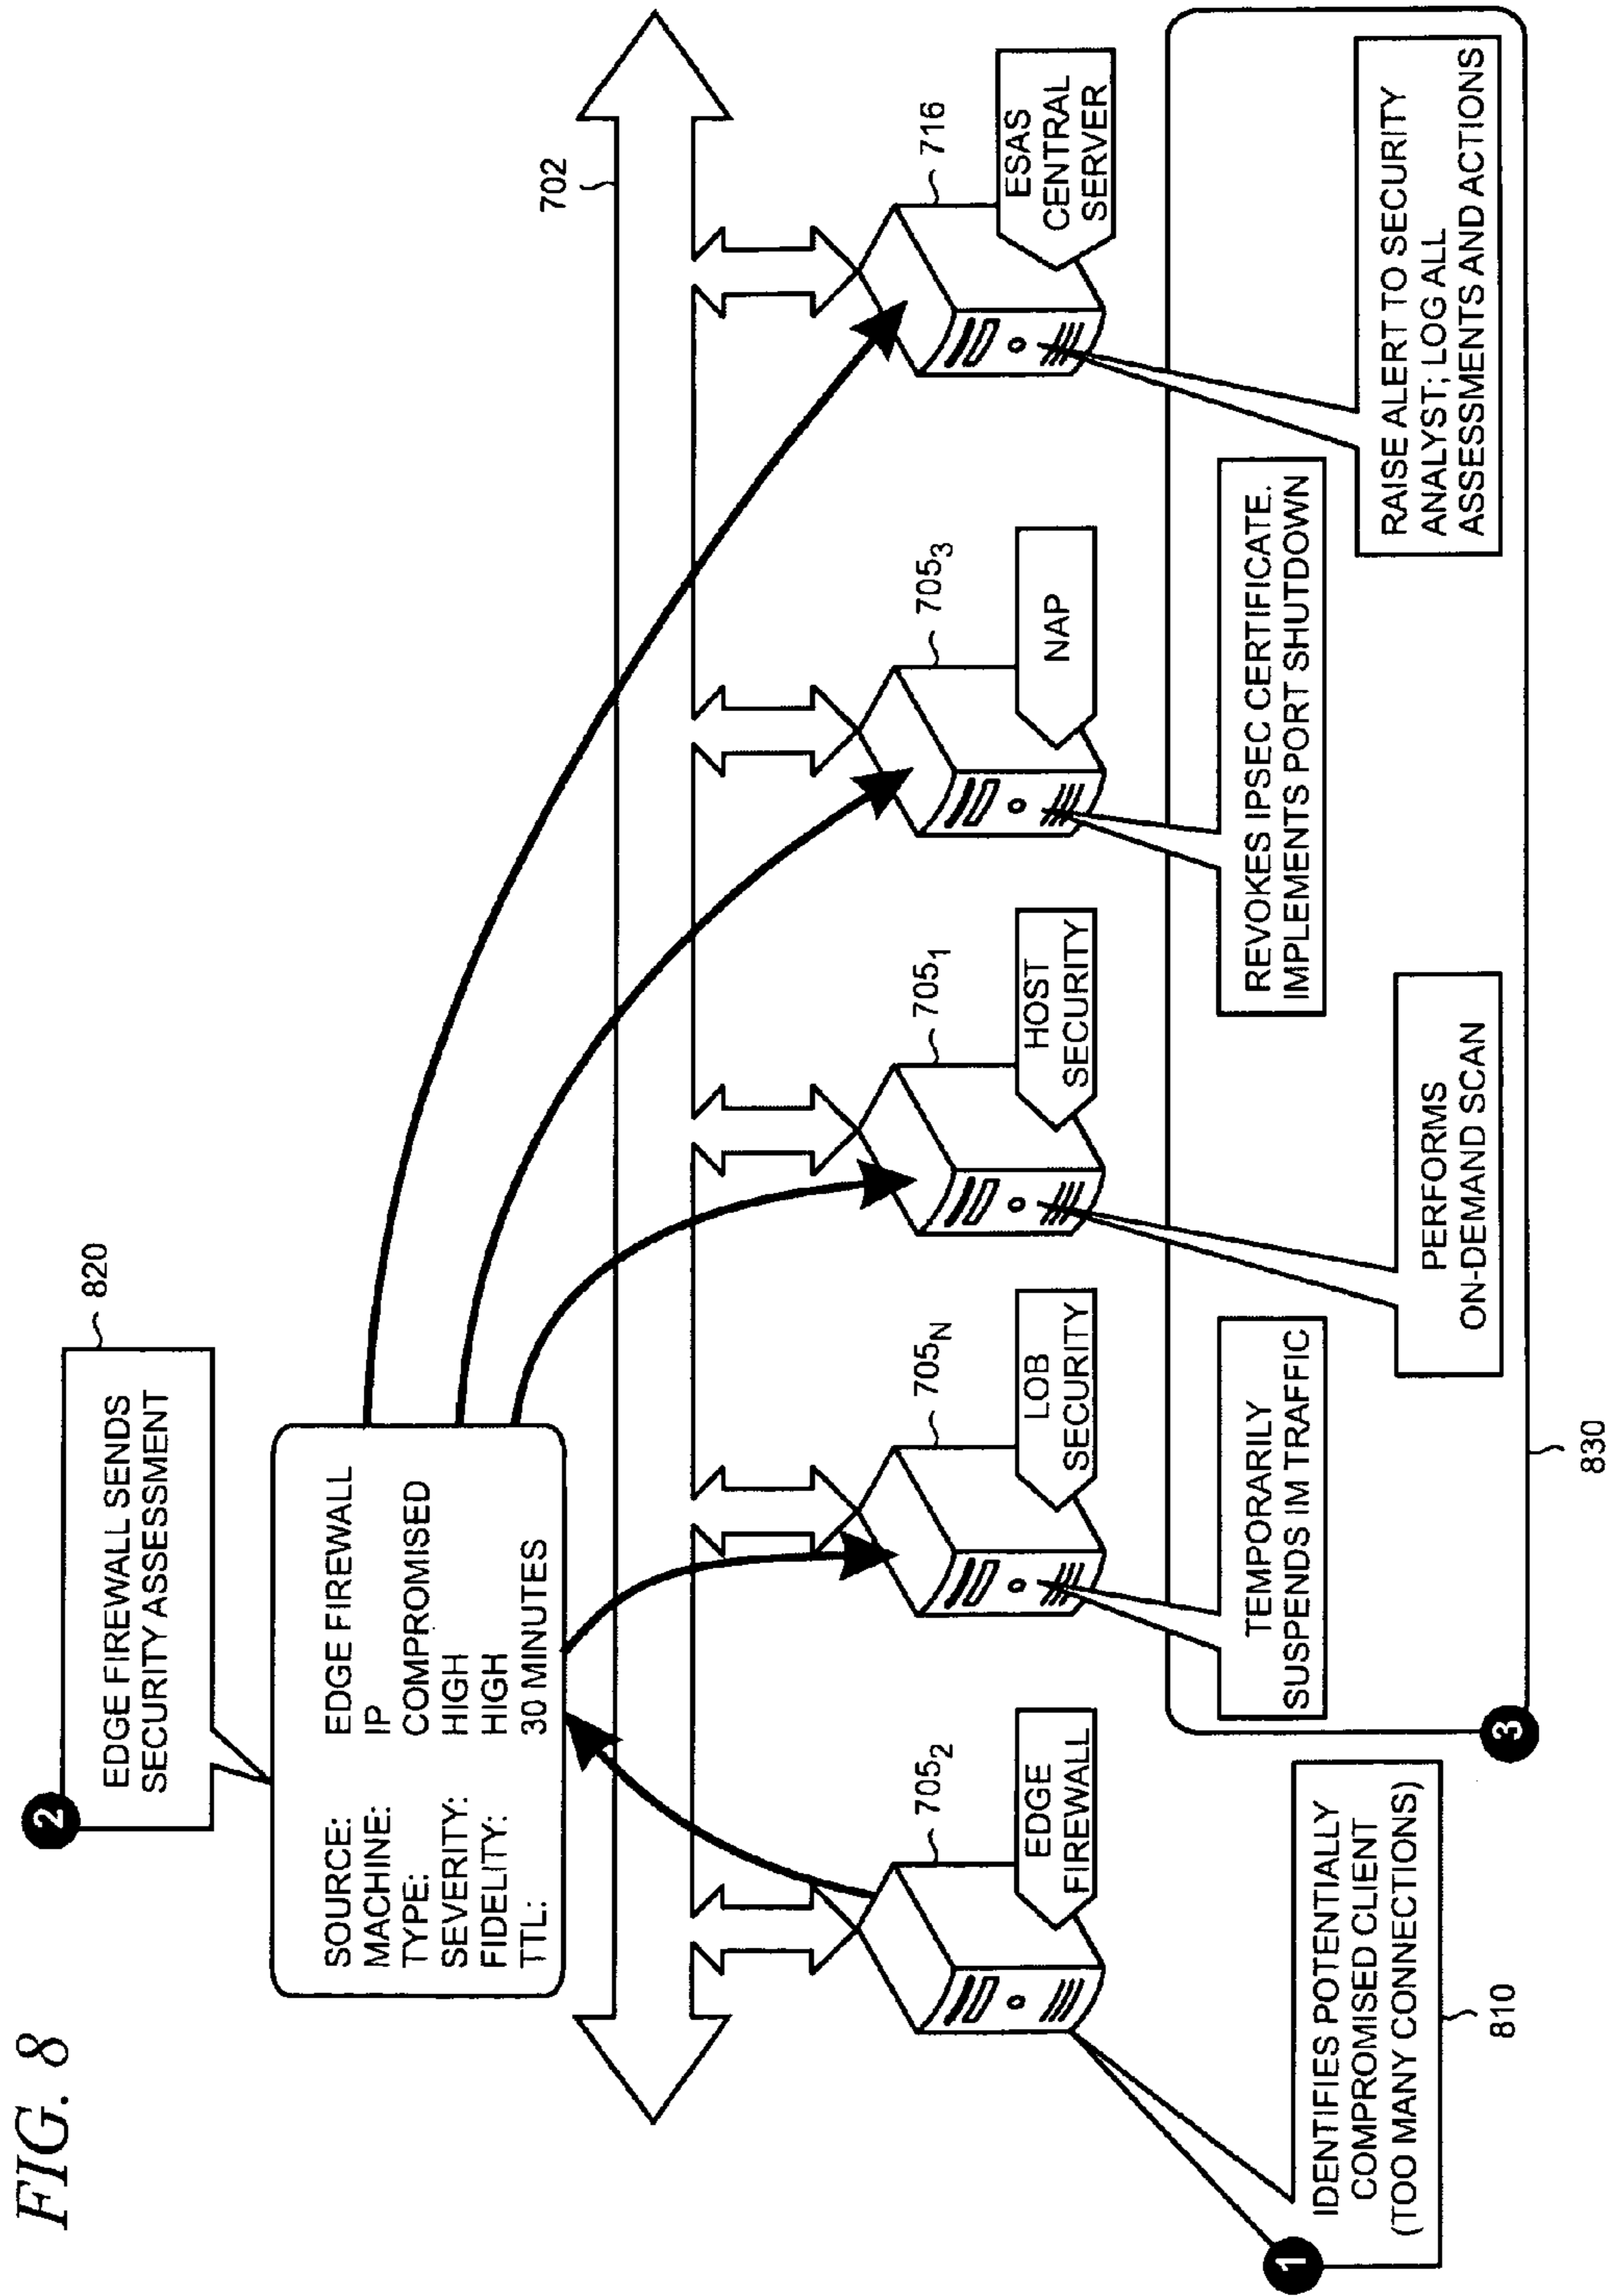 FIG. 8
2
EDGE FIREWALL SENDS
SECURITY ASSESSMENT
820
SOURCE: EDGE FIREWALL
MACHINE: IP
TYPE: COMPROMISED
SEVERITY: HIGH
FIDELITY: HIGH
TTL: 30 MINUTES
702
705₂
EDGE
FIREWALL
705N
LOB
SECURITY
705₁
HOST
SECURITY
705₃
NAP
716
ESAS
CENTRAL
SERVER
1
IDENTIFIES POTENTIALLY
COMPROMISED CLIENT
(TOO MANY CONNECTIONS)
810
3
TEMPORARILY
SUSPENDS IM TRAFFIC
PERFORMS
ON-DEMAND SCAN
REVOKES IPSEC CERTIFICATE.
IMPLEMENTS PORT SHUTDOWN
RAISE ALERT TO SECURITY
ANALYST; LOG ALL
ASSESSMENTS AND ACTIONS
830